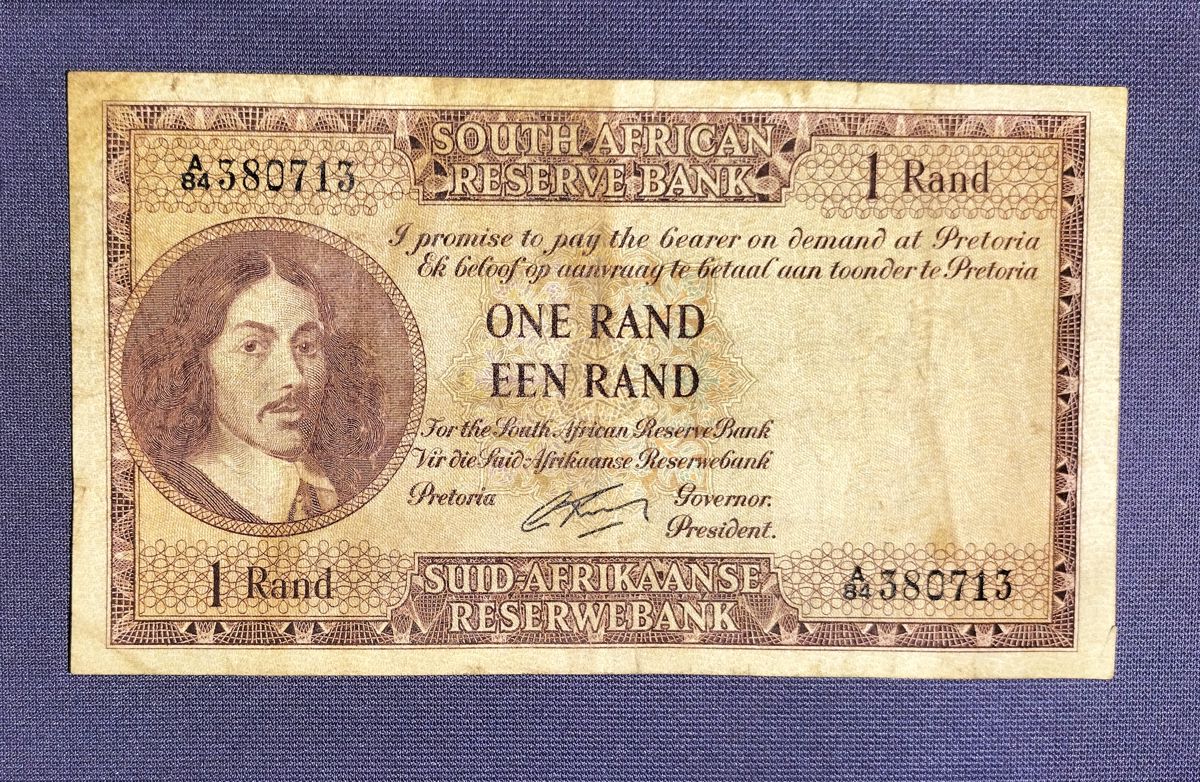 SOUTH AFRICAN
RESERVE BANK
A/84 380713
1 Rand
I promise to pay the bearer on demand at Pretoria
Ek beloof op aanvraag te betaal aan toonder te Pretoria
ONE RAND
EEN RAND
For the South African Reserve Bank
Vir die Suid-Afrikaanse Reserwebank
Pretoria
Governor.
President.
1 Rand
SUID-AFRIKAANSE
RESERWEBANK
A/84 380713